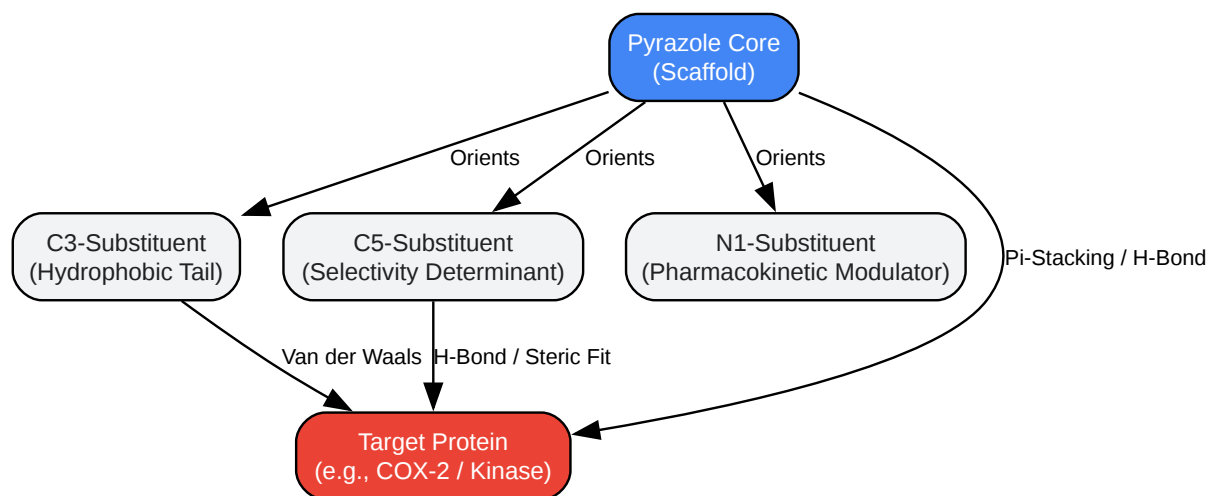 Pyrazole Core
(Scaffold)
Orients
Orients
Orients
C3-Substituent
(Hydrophobic Tail)
C5-Substituent
(Selectivity Determinant)
N1-Substituent
(Pharmacokinetic Modulator)
Pi-Stacking / H-Bond
Van der Waals
H-Bond / Steric Fit
Target Protein
(e.g., COX-2 / Kinase)